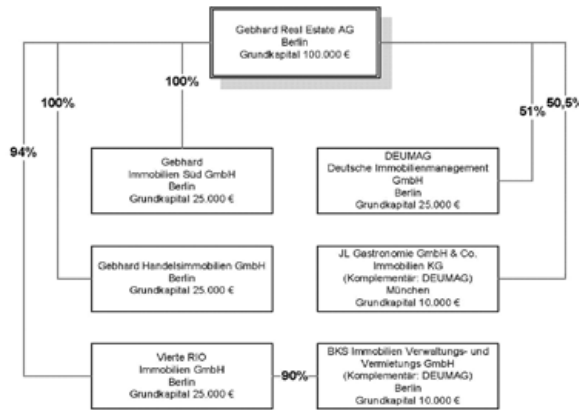 Gebhard Real Estate AG
Berlin
Grundkapital 100.000 €
100%
100%
94%
51%
50,5%
Gebhard
Immobilien Süd GmbH
Berlin
Grundkapital 25.000 €
DEUMAG
Deutsche Immobilienmanagement
GmbH
Berlin
Grundkapital 25.000 €
Gebhard Handelsimmobilien GmbH
Berlin
Grundkapital 25.000 €
JL Gastronomie GmbH & Co.
Immobilien KG
(Komplementär: DEUMAG)
München
Grundkapital 10.000 €
Vierte RIO
Immobilien GmbH
Berlin
Grundkapital 25.000 €
90%
BKS Immobilien Verwaltungs- und
Vermietungs GmbH
(Komplementär: DEUMAG)
Berlin
Grundkapital 10.000 €